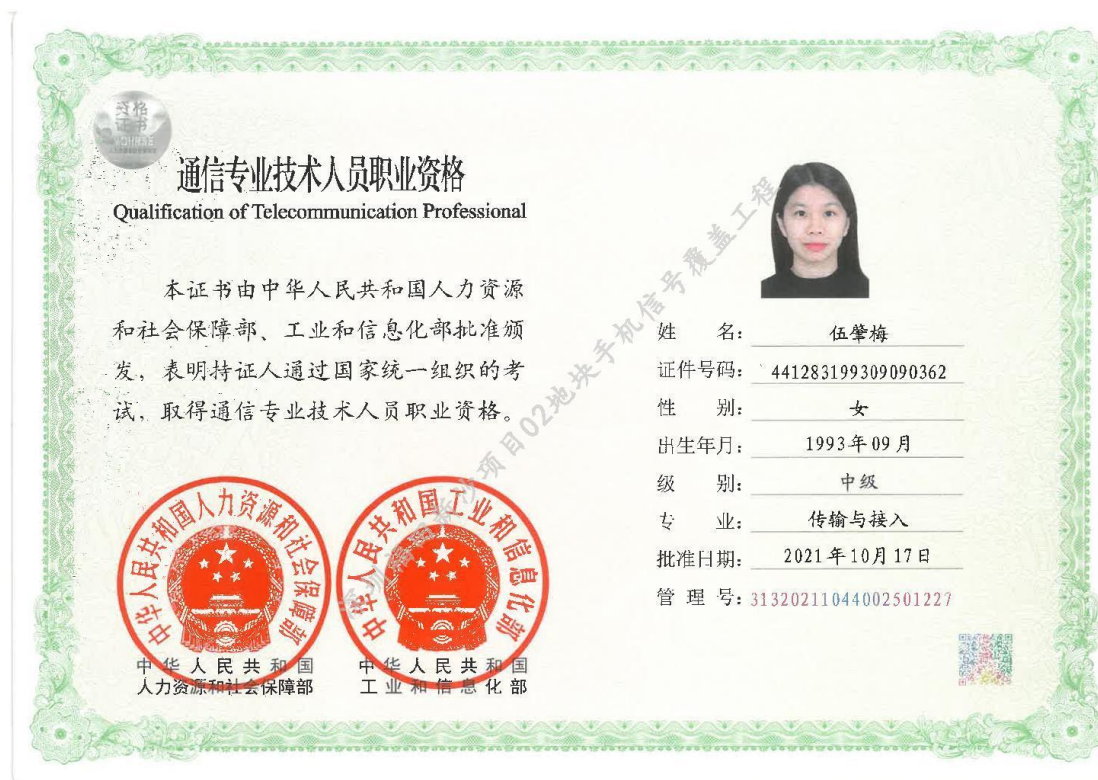 资格
证书
通信专业技术人员职业资格
Qualification of Telecommunication Professional
本证书由中华人民共和国人力资源
和社会保障部、工业和信息化部批准颁
发，表明持证人通过国家统一组织的考
试，取得通信专业技术人员职业资格。
中华人民共和国人力资源和社会保障部
中华人民共和国
人力资源和社会保障部
中华人民共和国工业和信息化部
中华人民共和国
工业和信息化部
项目02地块手机信号覆盖工程
姓 名： 伍肇梅
证件号码： 441283199309090362
性 别： 女
出生年月： 1993年09月
级 别： 中级
专 业： 传输与接入
批准日期： 2021年10月17日
管 理 号： 31320211044002501227